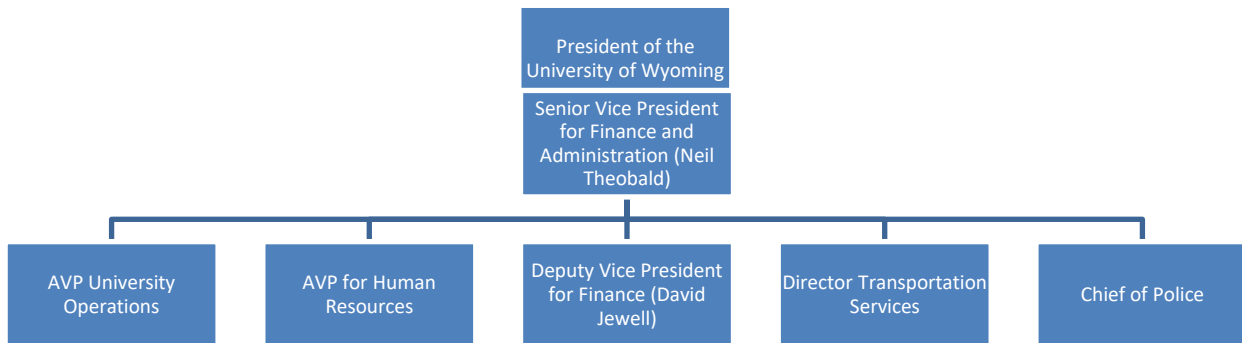 President of the
University of Wyoming
Senior Vice President
for Finance and
Administration (Neil
Theobald)
AVP University
Operations
AVP for Human
Resources
Deputy Vice President
for Finance (David
Jewell)
Director Transportation
Services
Chief of Police